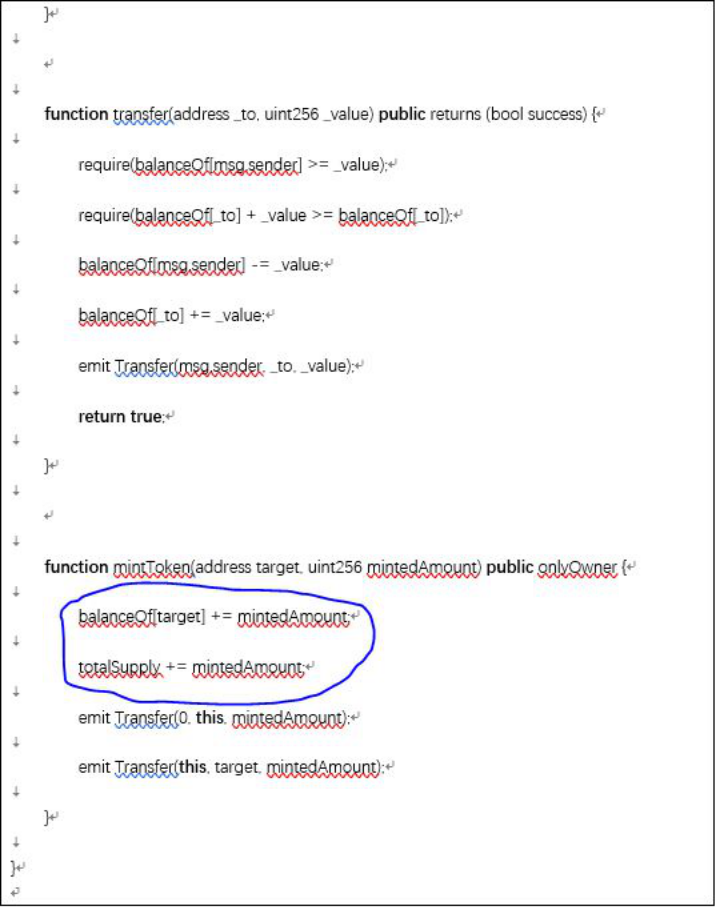 }
function transfer(address _to, uint256 _value) public returns (bool success) {
require(balanceOf[msg.sender] >= _value);
require(balanceOf[_to] + _value >= balanceOf[_to]);
balanceOf[msg.sender] -= _value;
balanceOf[_to] += _value;
emit Transfer(msg.sender, _to, _value);
return true;
}
function mintToken(address target, uint256 mintedAmount) public onlyOwner {
balanceOf[target] += mintedAmount;
totalSupply += mintedAmount;
emit Transfer(0, this, mintedAmount);
emit Transfer(this, target, mintedAmount);
}
}